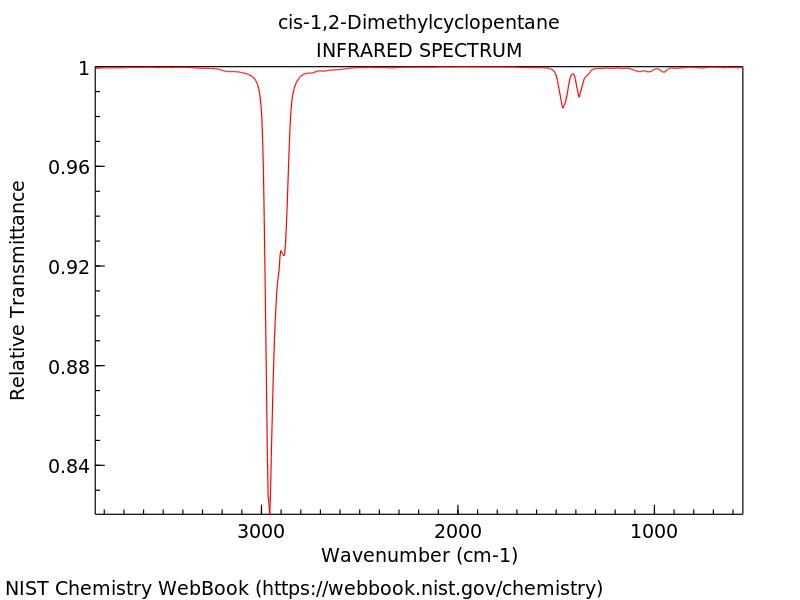 cis-1,2-Dimethylcyclopentane
INFRARED SPECTRUM
Relative Transmittance
1
0.96
0.92
0.88
0.84
3000 2000 1000
Wavenumber (cm-1)
NIST Chemistry WebBook (https://webbook.nist.gov/chemistry)